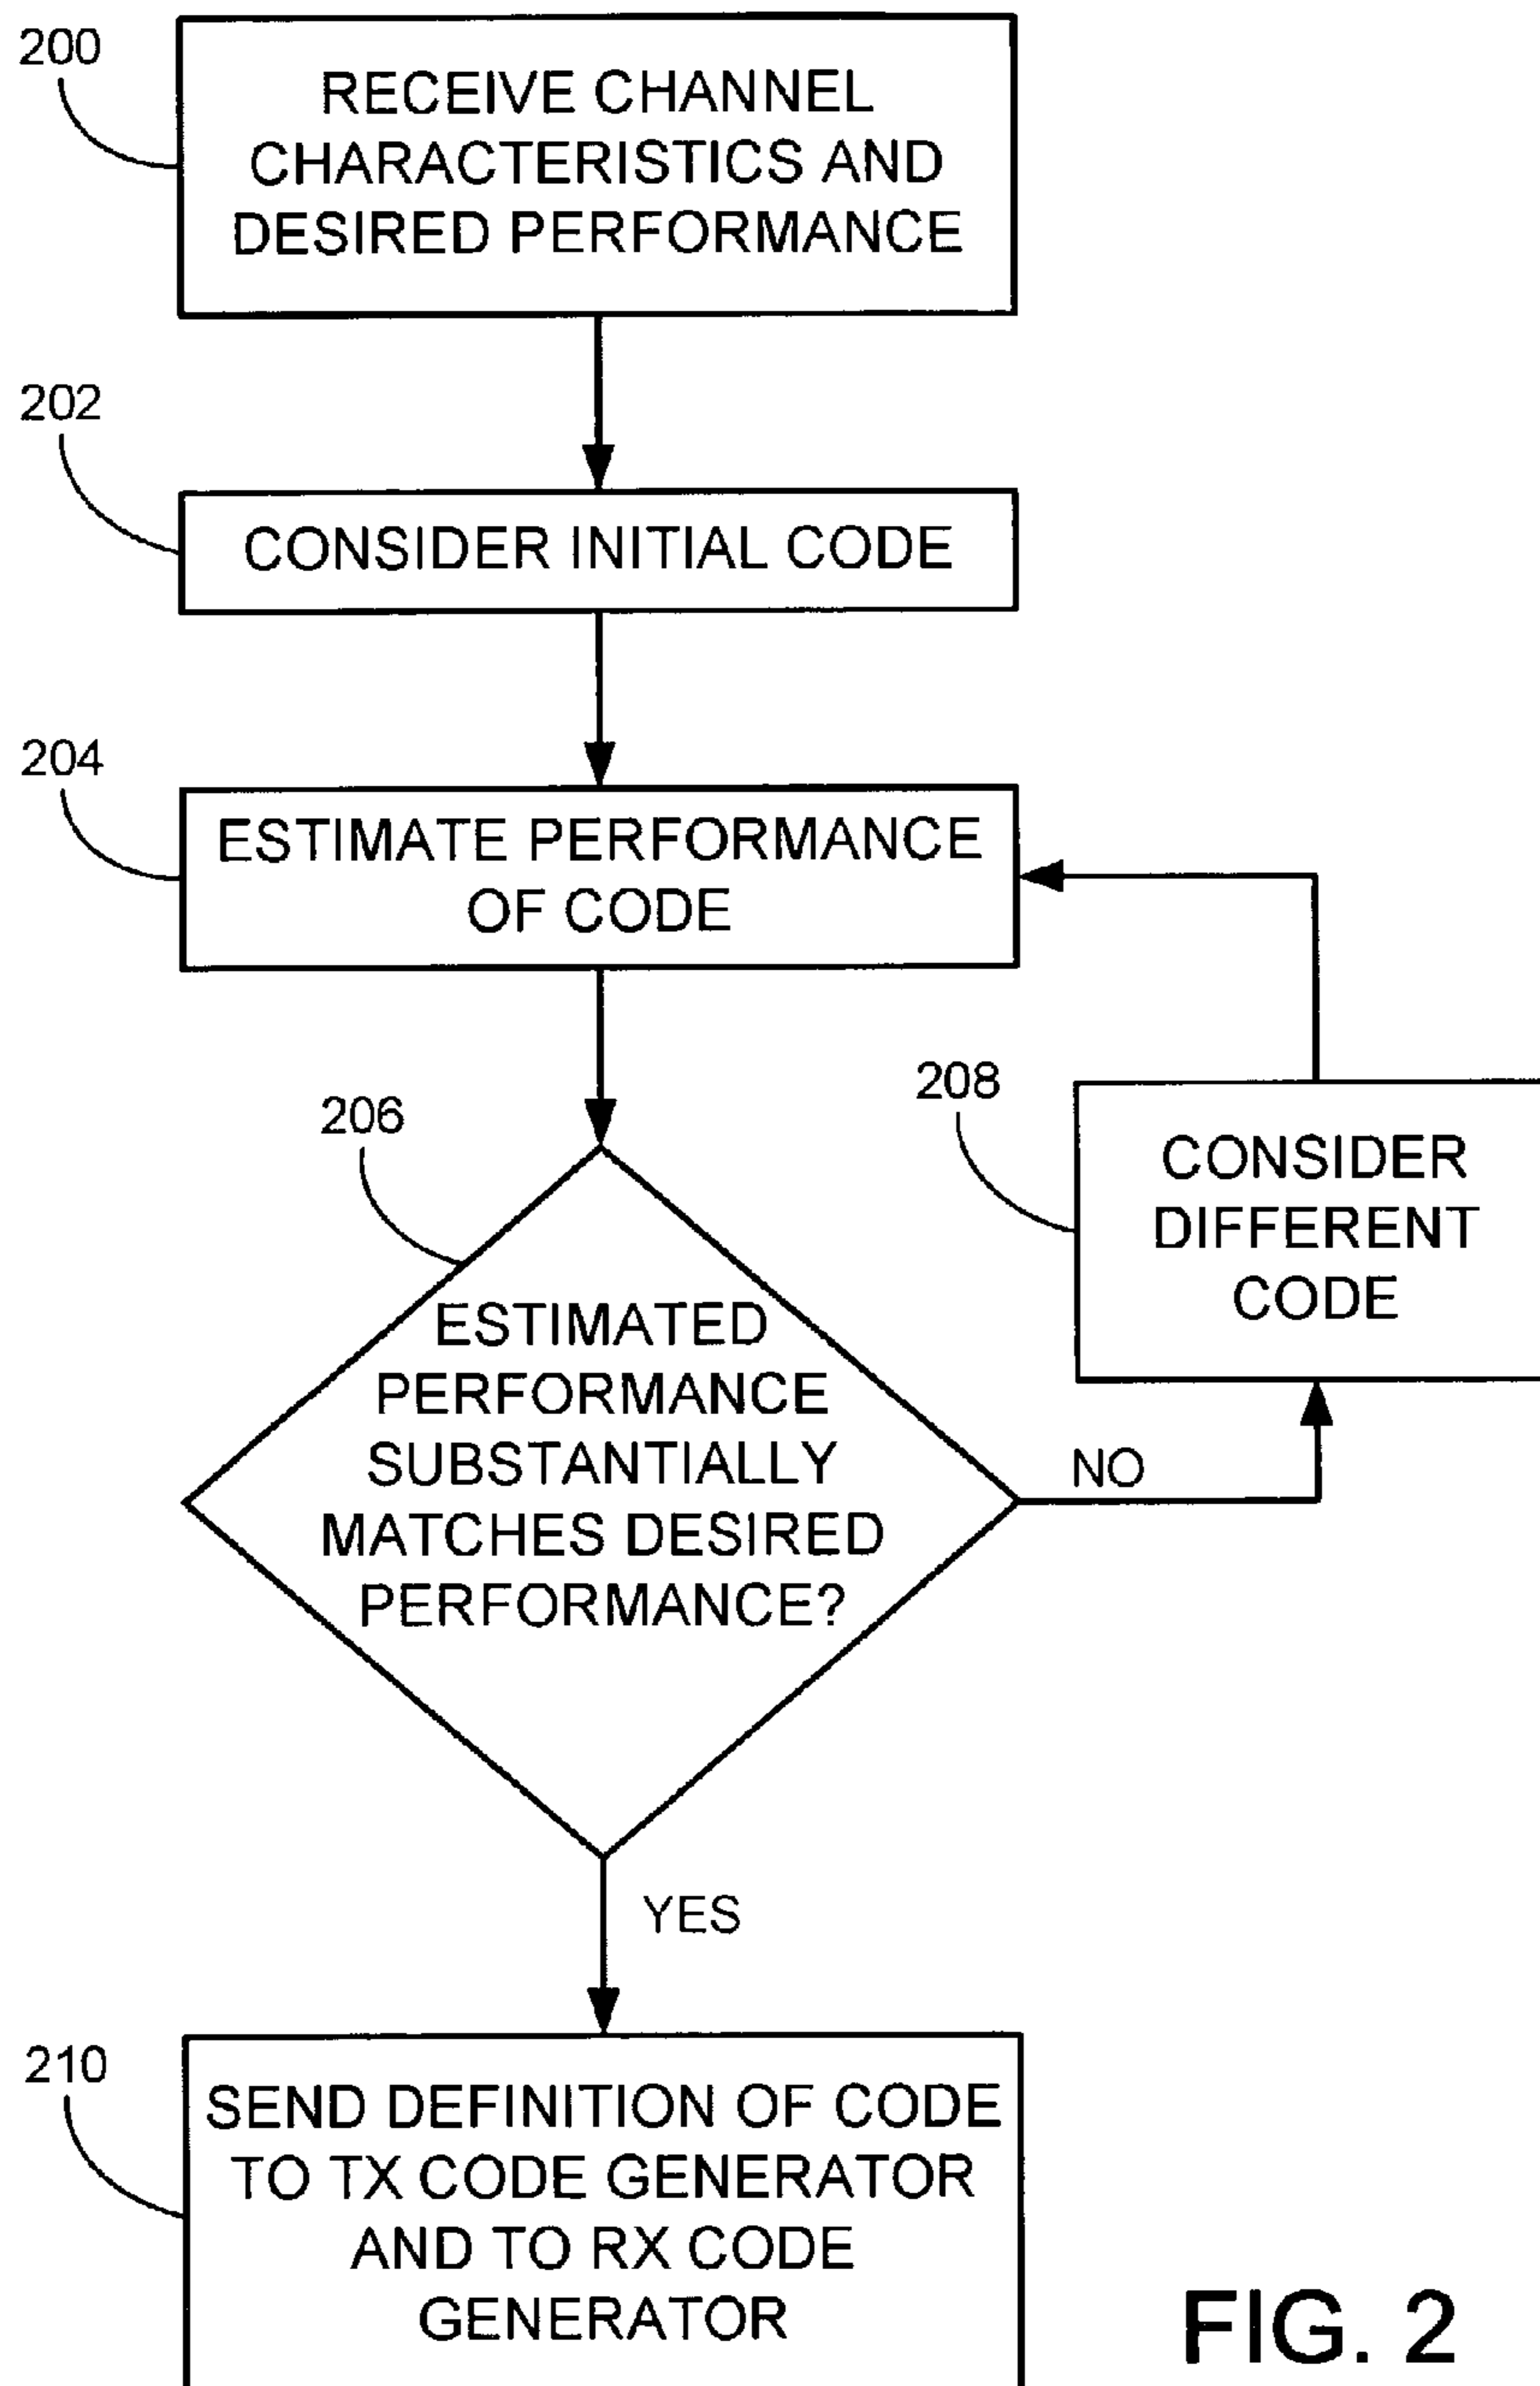 200
RECEIVE CHANNEL
CHARACTERISTICS AND
DESIRED PERFORMANCE
202
CONSIDER INITIAL CODE
204
ESTIMATE PERFORMANCE
OF CODE
206
ESTIMATED
PERFORMANCE
SUBSTANTIALLY
MATCHES DESIRED
PERFORMANCE?
NO
208
CONSIDER
DIFFERENT
CODE
YES
210
SEND DEFINITION OF CODE
TO TX CODE GENERATOR
AND TO RX CODE
GENERATOR
FIG. 2